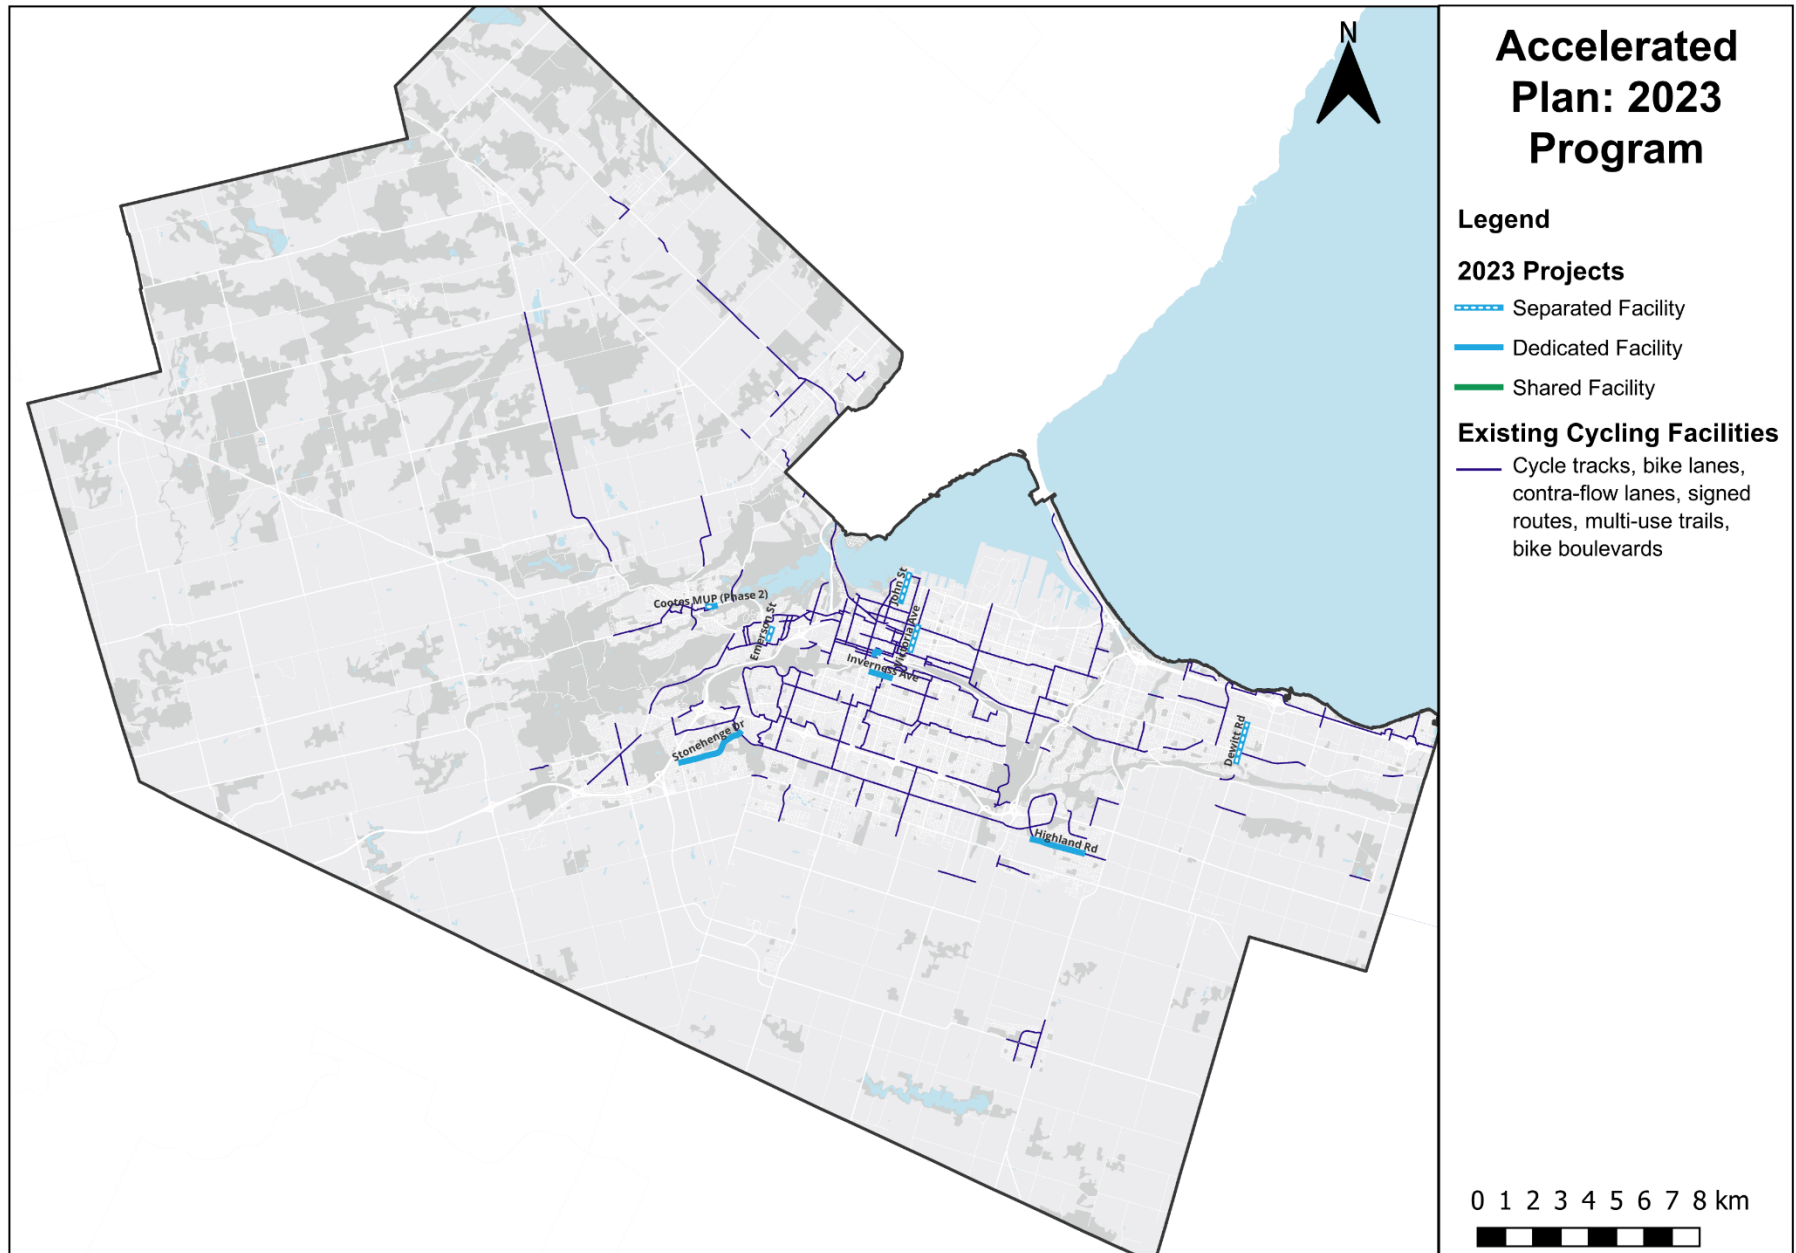 N
Accelerated
Plan: 2023
Program
Legend
2023 Projects
Separated Facility
Dedicated Facility
Shared Facility
Existing Cycling Facilities
Cycle tracks, bike lanes,
contra-flow lanes, signed
routes, multi-use trails,
bike boulevards
Cootes MUP (Phase 2)
Emerson St
John St
Victoria Ave
Inverness Ave
Stonehenge Dr
Dewitt Rd
Highland Rd
0 1 2 3 4 5 6 7 8 km